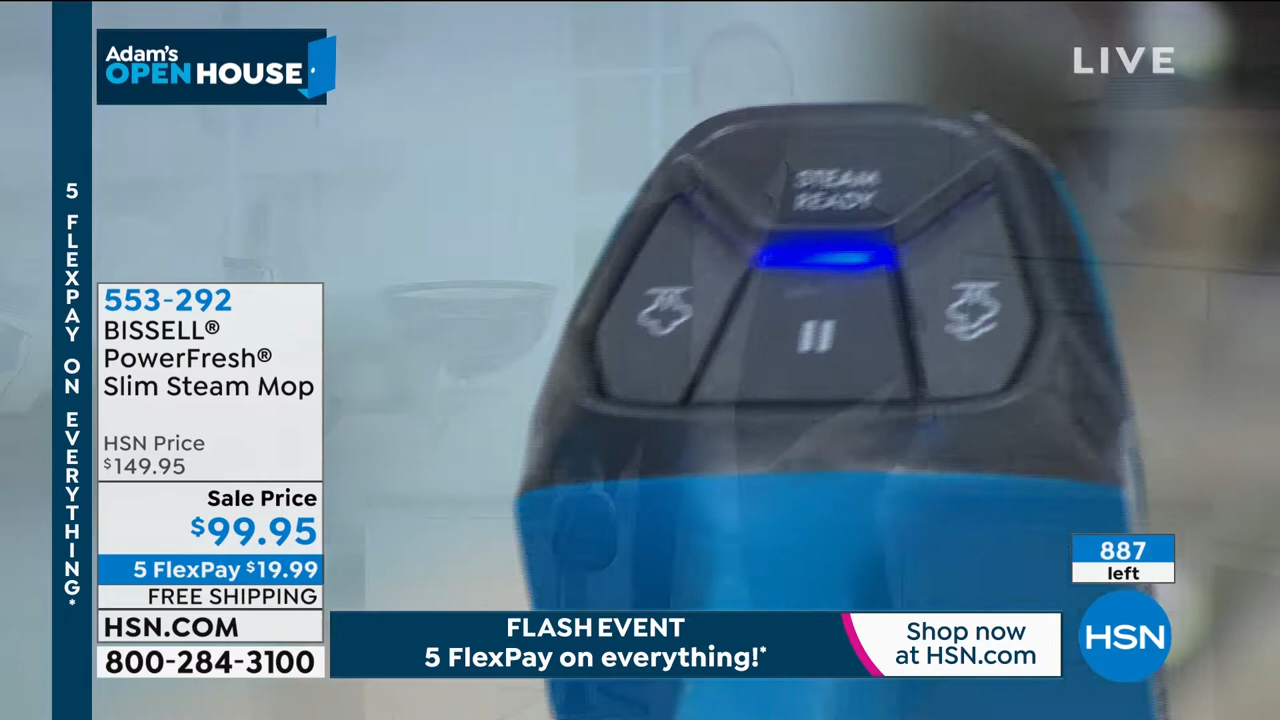 Adam's
OPEN HOUSE
LIVE
5 FLEXPAY ON EVERYTHING!*
STEAM
READY
553-292
BISSELL®
PowerFresh®
Slim Steam Mop
HSN Price
$149.95
Sale Price
$99.95
5 FlexPay $19.99
FREE SHIPPING
HSN.COM
800-284-3100
FLASH EVENT
5 FlexPay on everything!*
Shop now
at HSN.com
887
left
HSN